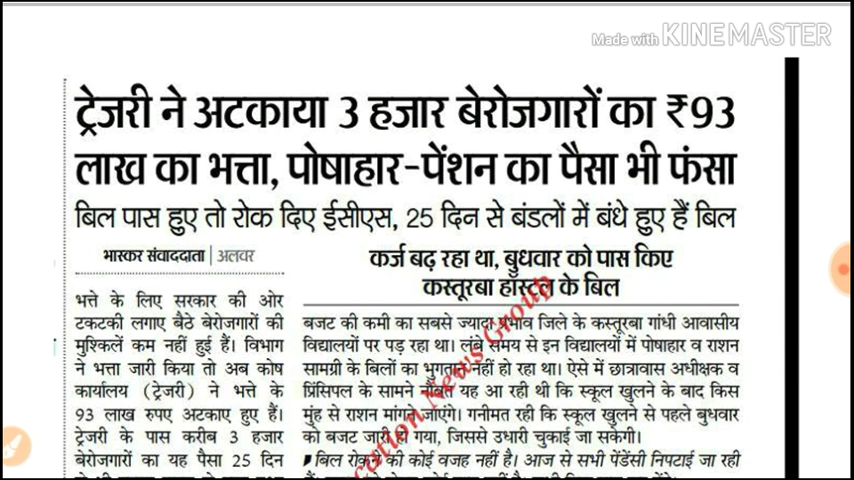 Made with KINEMASTER
ट्रेजरी ने अटकाया 3 हजार बेरोजगारों का ₹93
लाख का भत्ता, पोषाहार-पेंशन का पैसा भी फंसा
बिल पास हुए तो रोक दिए ईसीएस, 25 दिन से बंडलों में बंधे हुए हैं बिल
भास्कर संवाददाता | अलवर
भत्ते के लिए सरकार की ओर
टकटकी लगाए बैठे बेरोजगारों की
मुश्किलें कम नहीं हुई हैं। विभाग
ने भत्ता जारी किया तो अब कोष
कार्यालय (ट्रेजरी) ने भत्ते के
93 लाख रुपए अटकाए हुए हैं।
ट्रेजरी के पास करीब 3 हजार
बेरोजगारों का यह पैसा 25 दिन
कर्ज बढ़ रहा था, बुधवार को पास किए
कस्तूरबा हॉस्टल के बिल
बजट की कमी का सबसे ज्यादा प्रभाव जिले के कस्तूरबा गांधी आवासीय
विद्यालयों पर पड़ रहा था। लंबे समय से इन विद्यालयों में पोषाहार व राशन
सामग्री के बिलों का भुगतान नहीं हो रहा था। ऐसे में छात्रावास अधीक्षक व
प्रिंसिपल के सामने नौबत यह आ रही थी कि स्कूल खुलने के बाद किस
मुंह से राशन मांगने जाएंगे। गनीमत रही कि स्कूल खुलने से पहले बुधवार
को बजट जारी हो गया, जिससे उधारी चुकाई जा सकेगी।
बिल रोकने की कोई वजह नहीं है। आज से सभी पेंडेंसी निपटाई जा रही
cation News Group